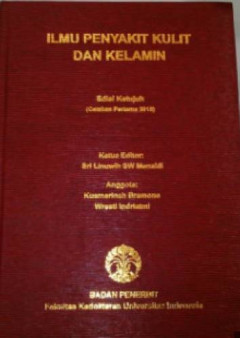 ILMU PENYAKIT KULIT
DAN KELAMIN
Edisi Ketujuh
(Cetakan Pertama 2015)
Ketua Editor:
Sri Linuwih SW Menaldi
Anggota:
Kusmarinah Bramono
Wresti Indriatmi
BADAN PENERBIT
Fakultas Kedokteran Universitas Indonesia